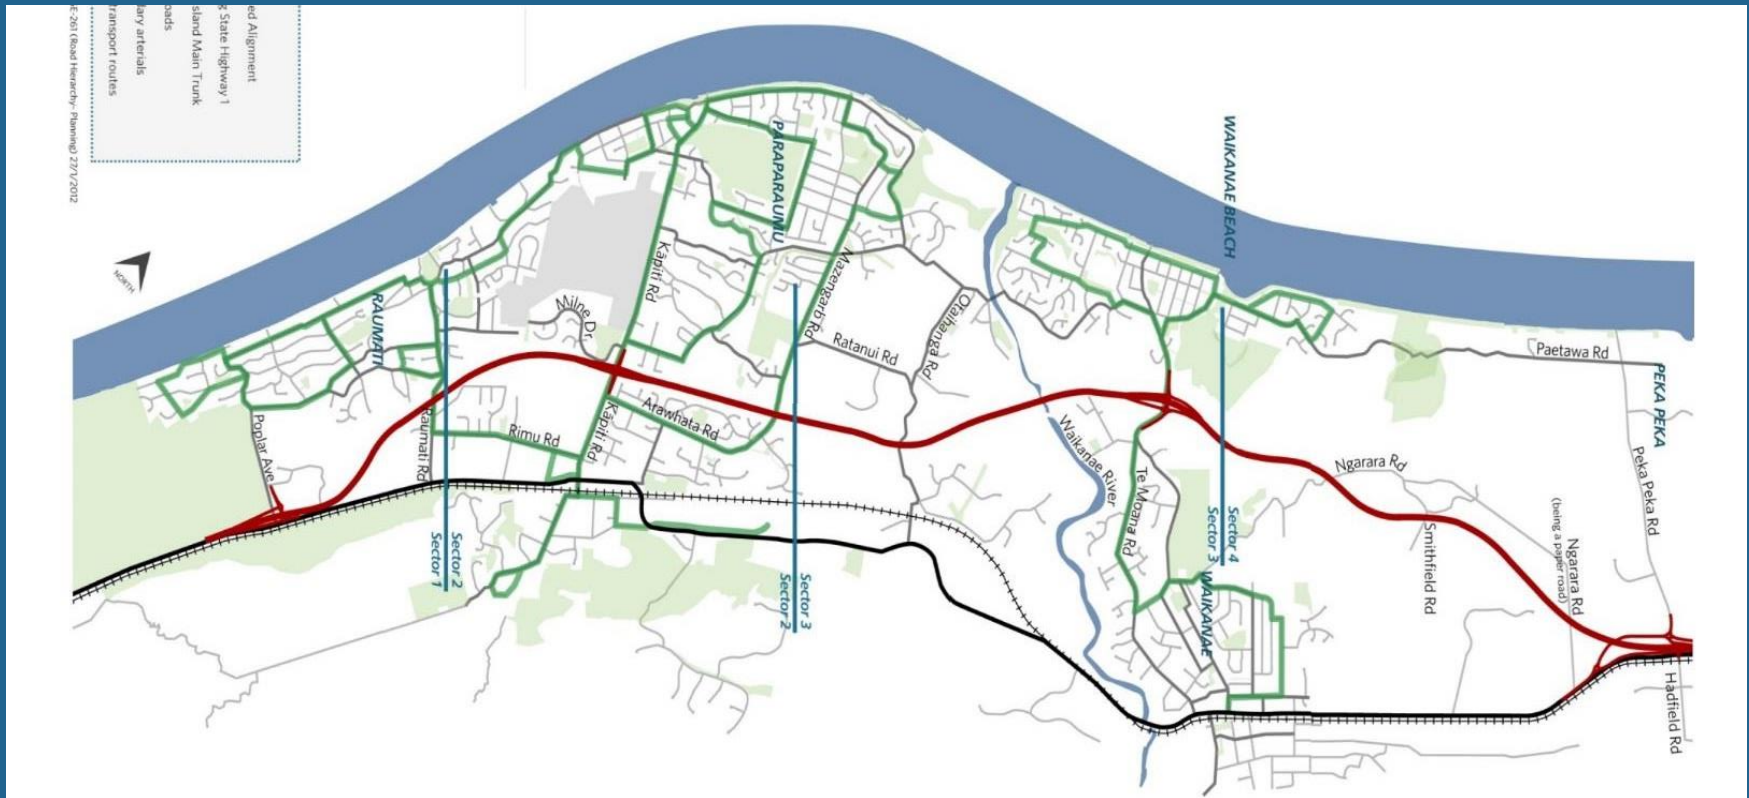 ed Alignment
g State Highway 1
sland Main Trunk
oads
lary arterials
transport routes
E-261 (Road Hierarchy- Planning) 27/1/2012
NORTH
RAUMATI
PARAPARAUMU
WAIKANAE BEACH
PEKA PEKA
WAIKANAE
Poplar Ave
Raumati Rd
Rimu Rd
Milne Dr
Kāpiti Rd
Kāpiti Rd
Arawhata Rd
Mazengarb Rd
Ratanui Rd
Otaihanga Rd
Waikanae River
Te Moana Rd
Ngarara Rd
Smithfield Rd
Ngarara Rd
(being a paper road)
Paetawa Rd
Peka Peka Rd
Hadfield Rd
Sector 2
Sector 1
Sector 3
Sector 2
Sector 4
Sector 3